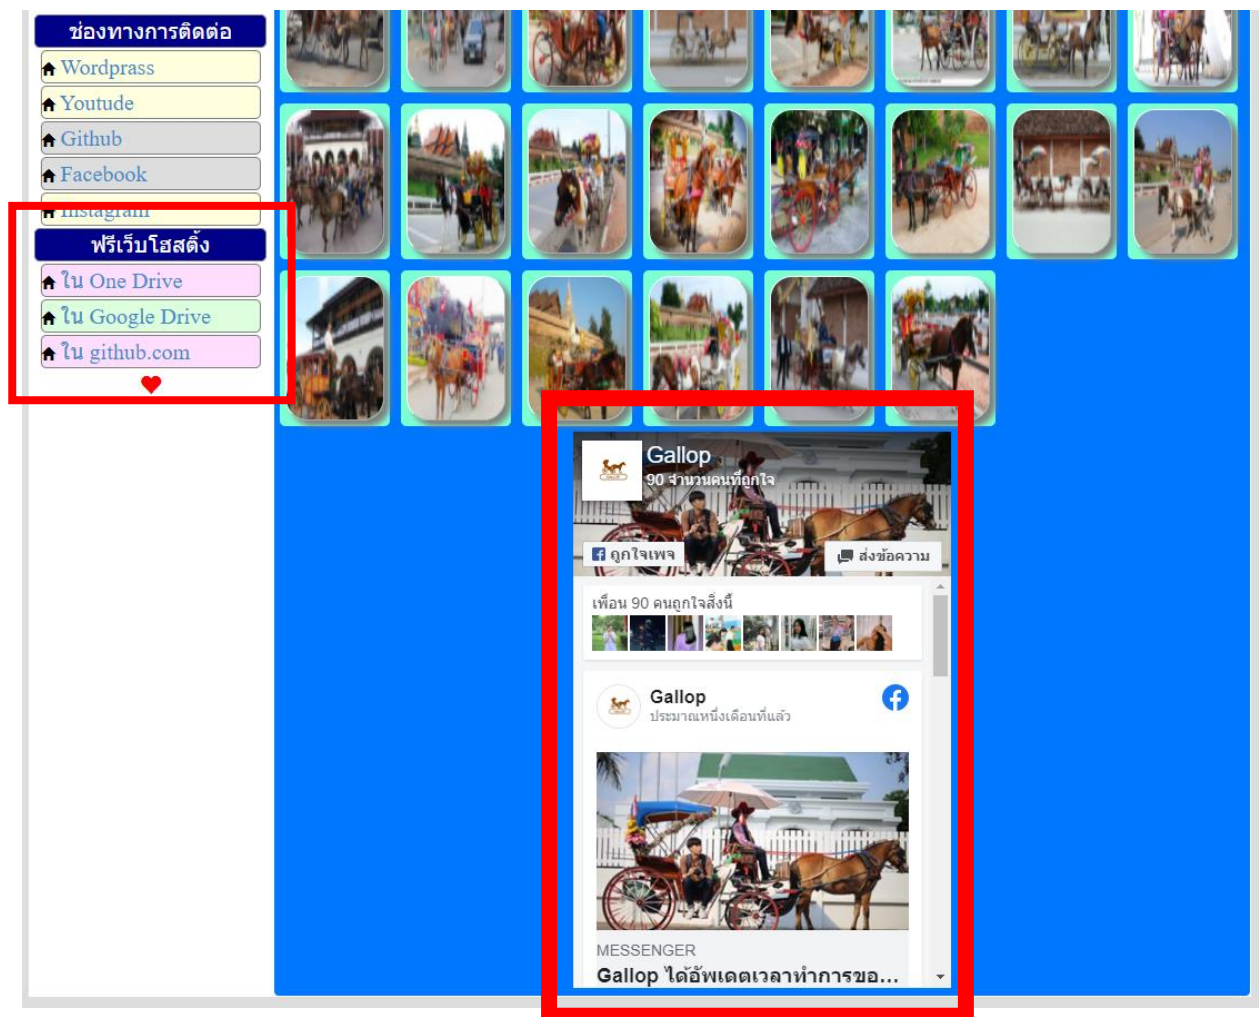 ช่องทางการติดต่อ
Wordprass
Youtude
Github
Facebook
Instagram
ฟรีเว็บโฮสติ้ง
ใน One Drive
ใน Google Drive
ใน github.com
Gallop
90 จำนวนคนที่ถูกใจ
ถูกใจเพจ
ส่งข้อความ
เพื่อน 90 คนถูกใจสิ่งนี้
Gallop
ประมาณหนึ่งเดือนที่แล้ว
MESSENGER
Gallop ได้อัพเดตเวลาทำการขอ...